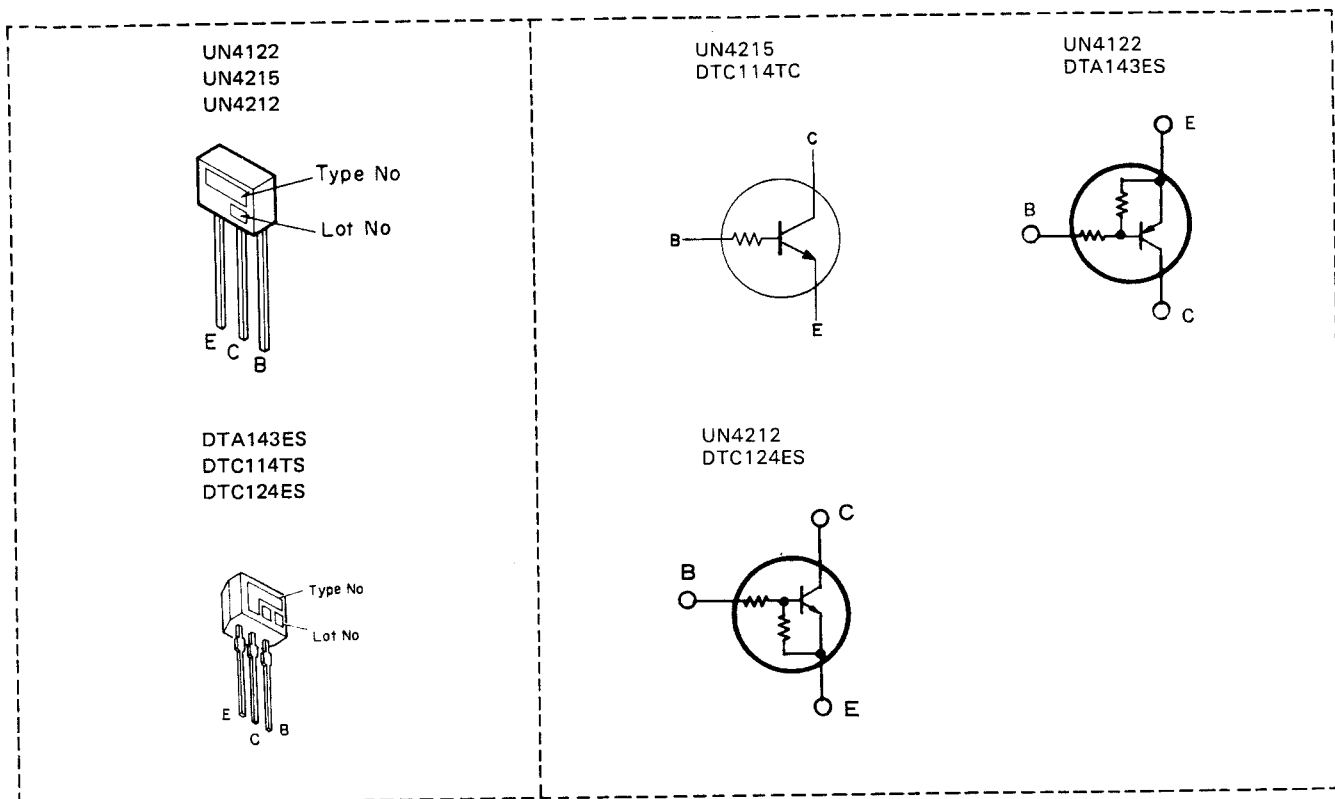 UN4122
UN4215
UN4212
Type No
Lot No
E
C
B
DTA143ES
DTC114TS
DTC124ES
Type No
Lot No
E
C
B
UN4215
DTC114TC
C
B
E
UN4122
DTA143ES
E
B
C
UN4212
DTC124ES
C
B
E